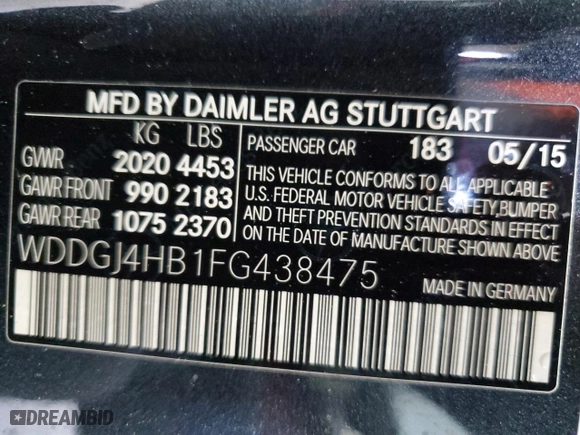 MFD BY DAIMLER AG STUTTGART
KG LBS
GVWR 2020 4453
GAWR FRONT 990 2183
GAWR REAR 1075 2370
PASSENGER CAR 183 05/15
THIS VEHICLE CONFORMS TO ALL APPLICABLE
U.S. FEDERAL MOTOR VEHICLE SAFETY, BUMPER
AND THEFT PREVENTION STANDARDS IN EFFECT
ON THE DATE OF MANUFACTURE SHOWN ABOVE.
WDDGJ4HB1FG438475
MADE IN GERMANY
DREAMBID